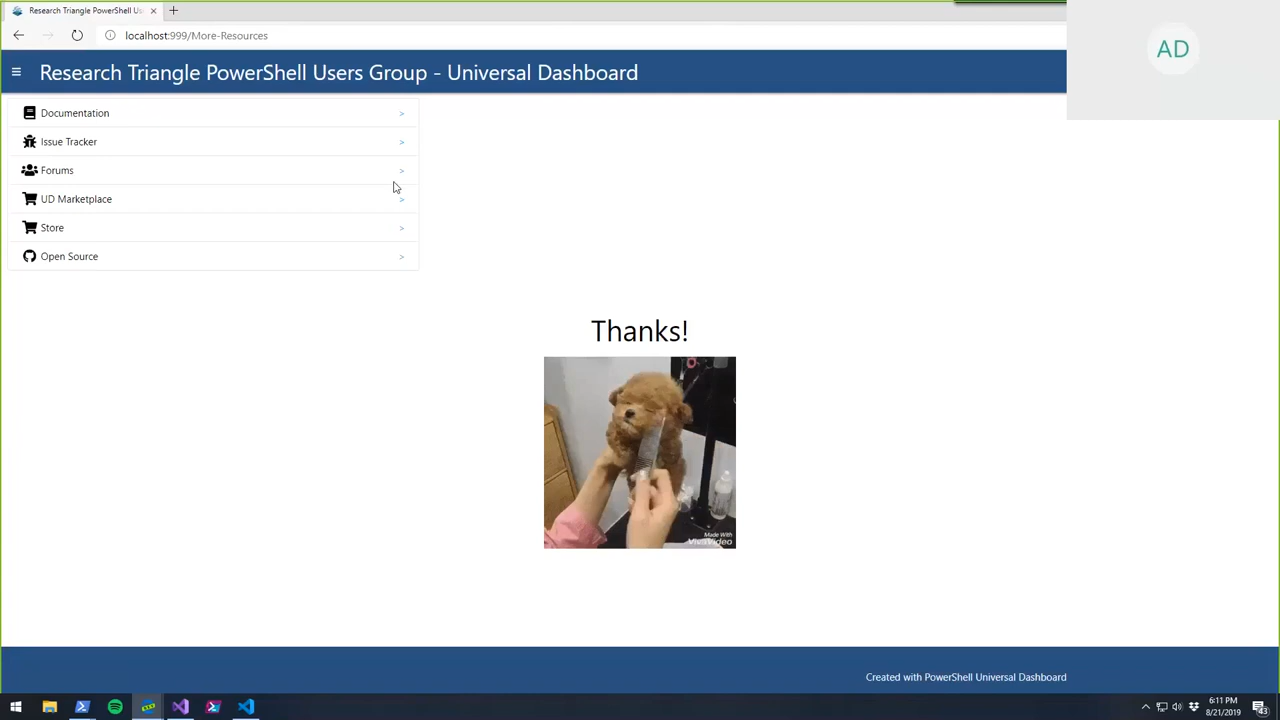 Research Triangle PowerShell Us
localhost:999/More-Resources
AD
Research Triangle PowerShell Users Group - Universal Dashboard
Documentation >
Issue Tracker >
Forums >
UD Marketplace >
Store >
Open Source >
Thanks!
Made With
VivaVideo
Created with PowerShell Universal Dashboard
6:11 PM
8/21/2019
43